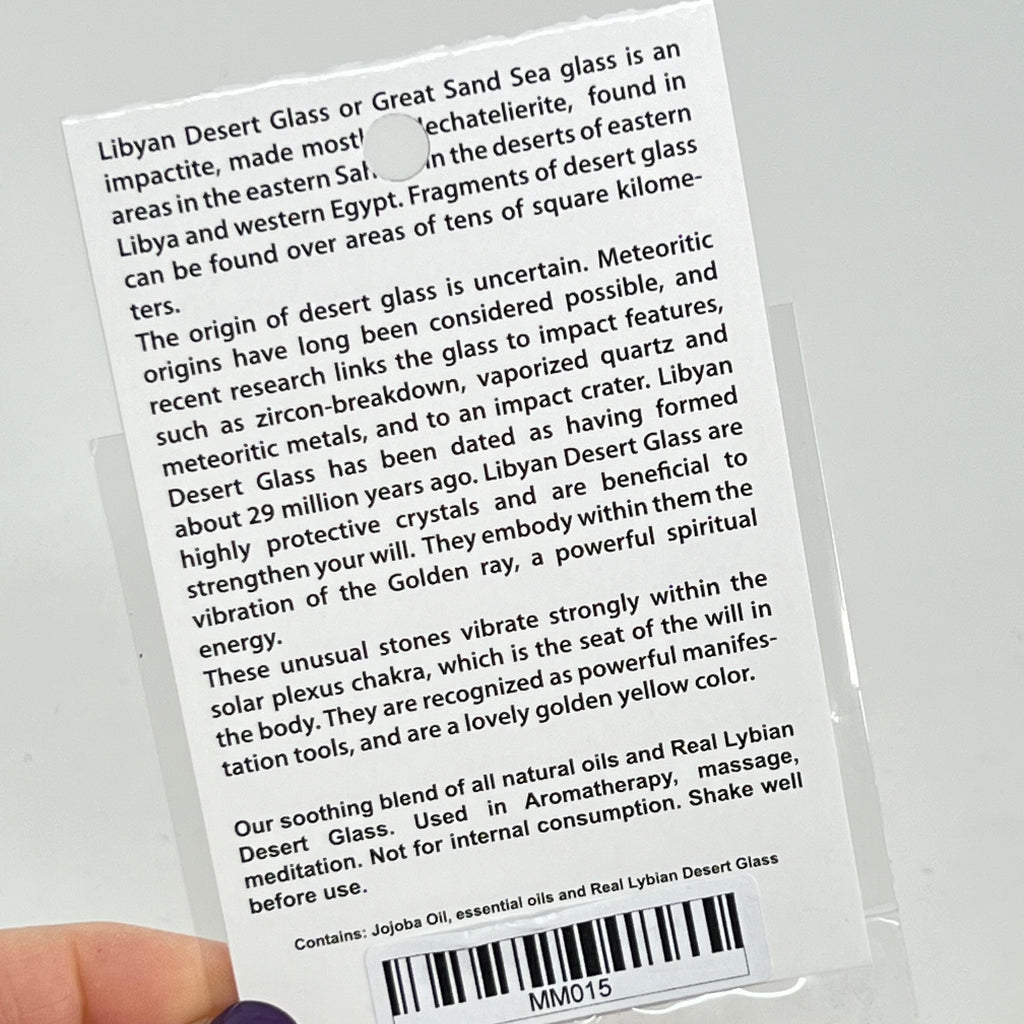 Libyan Desert Glass or Great Sand Sea glass is an
impactite, made lechatelierite, found in
areas in the eastern in the deserts of eastern
Libya and western Egypt. Fragments of desert glass
can be found over areas of tens of square kilome-
ters.
The origin of desert glass is uncertain. Meteoritic
origins have long been considered possible, and
recent research links the glass to impact features,
such as zircon-breakdown, vaporized quartz and
meteoritic metals, and to an impact crater. Libyan
Desert Glass has been dated as having formed
about 29 million years ago. Libyan Desert Glass are
highly protective crystals and are beneficial to
strengthen your will. They embody within them the
vibration of the Golden ray, a powerful spiritual
energy.
These unusual stones vibrate strongly within the
solar plexus chakra, which is the seat of the will in
the body. They are recognized as powerful manifes-
tation tools, and are a lovely golden yellow color.
Our soothing blend of all natural oils and Real Lybian
Desert Glass. Used in Aromatherapy, massage,
meditation. Not for internal consumption. Shake well
before use.
Contains: Jojoba Oil, essential oils and Real Lybian Desert Glass
MM015